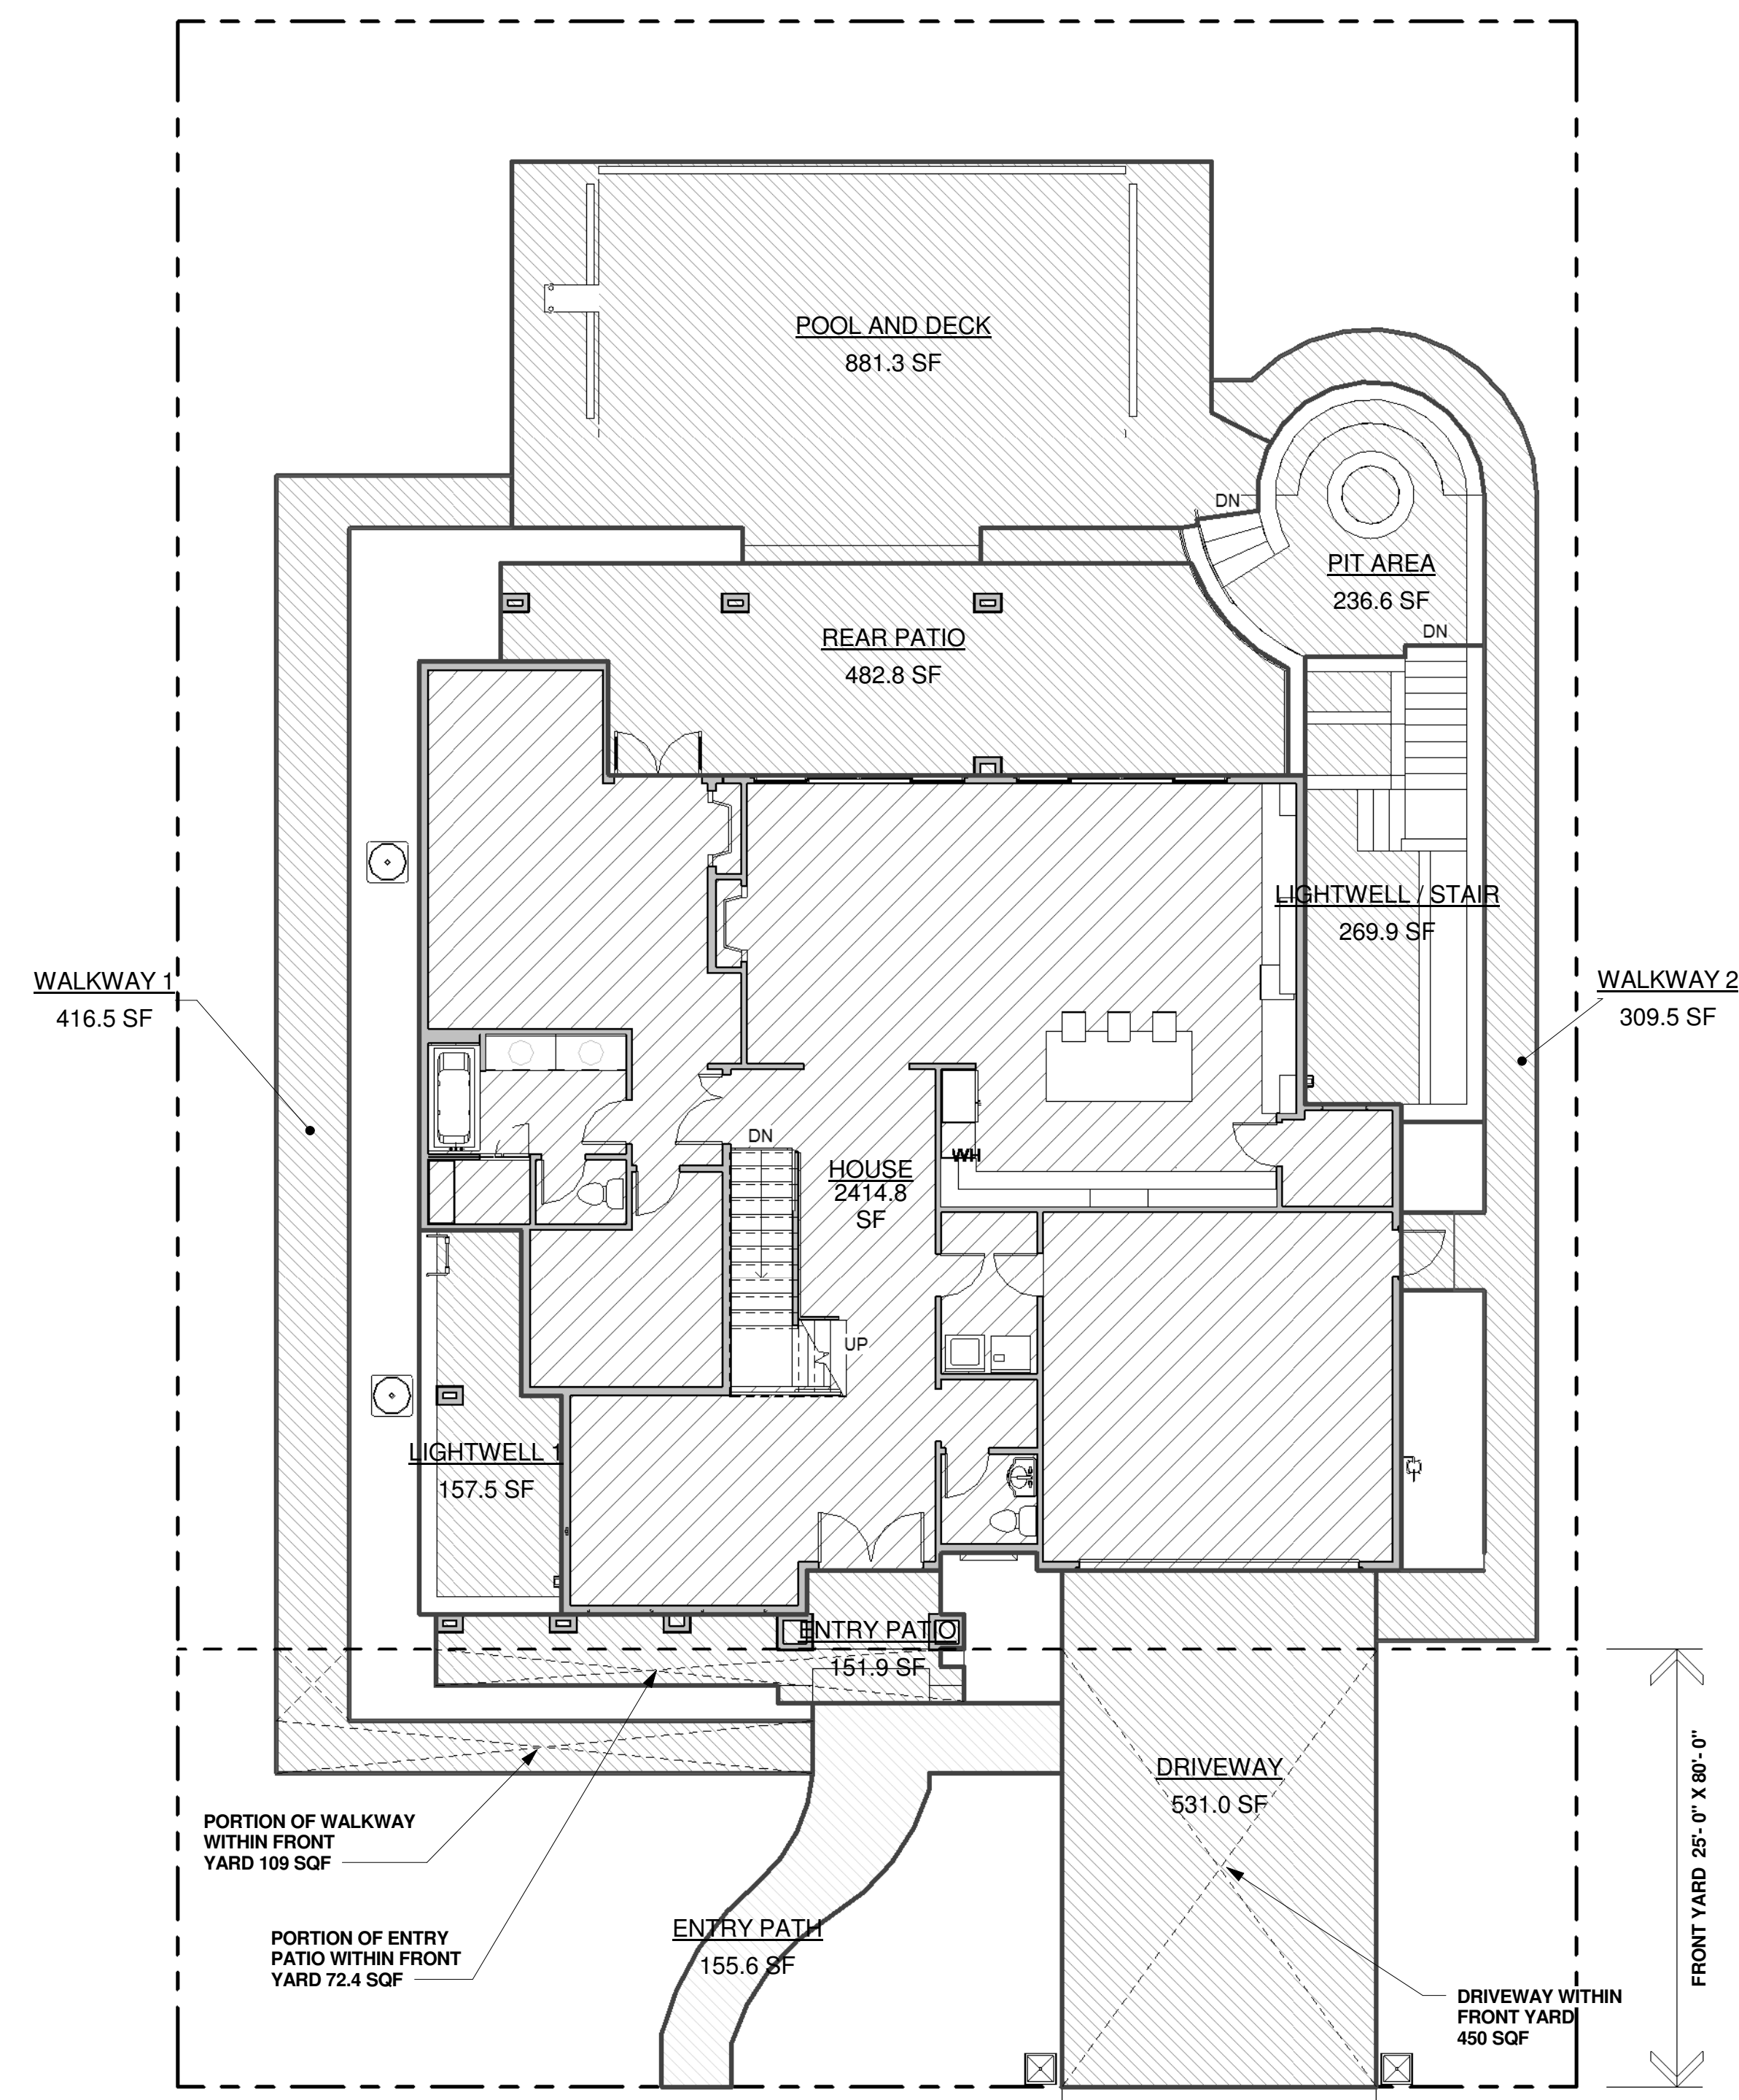 POOL AND DECK
881.3 SF
DN
PIT AREA
236.6 SF
DN
REAR PATIO
482.8 SF
LIGHTWELL / STAIR
269.9 SF
WALKWAY 1
416.5 SF
WALKWAY 2
309.5 SF
DN
WH
HOUSE
2414.8
SF
UP
LIGHTWELL 1
157.5 SF
ENTRY PATIO
151.9 SF
DRIVEWAY
531.0 SF
FRONT YARD 25'- 0" X 80'- 0"
PORTION OF WALKWAY
WITHIN FRONT
YARD 109 SQF
ENTRY PATH
155.6 SF
PORTION OF ENTRY
PATIO WITHIN FRONT
YARD 72.4 SQF
DRIVEWAY WITHIN
FRONT YARD
450 SQF